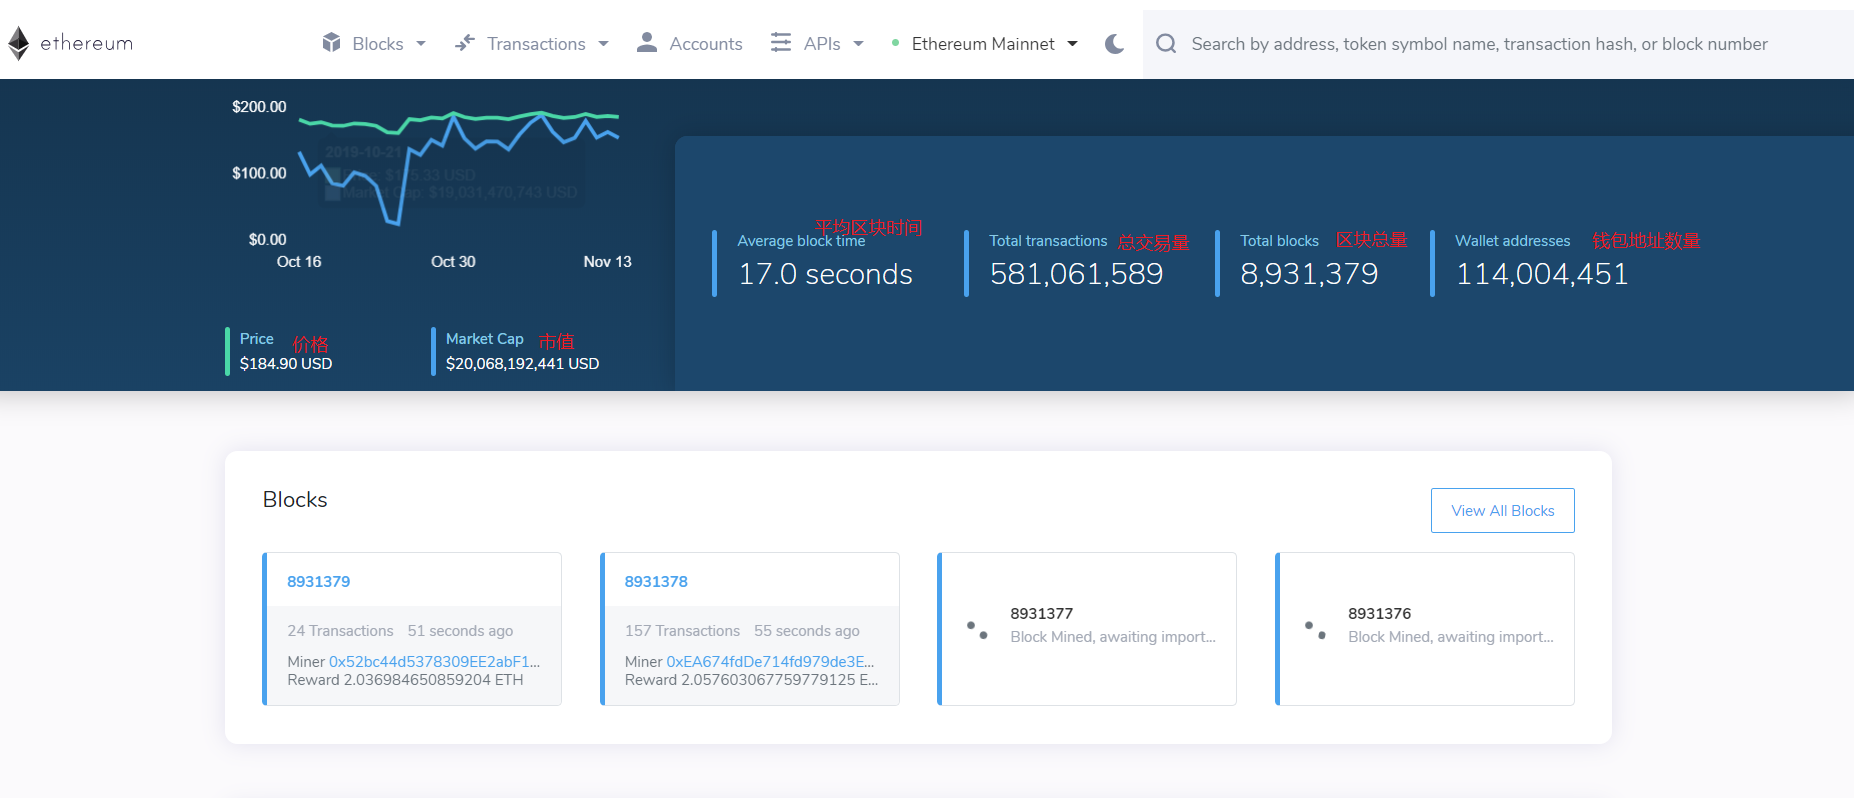 ethereum
Blocks
Transactions
Accounts
APIs
Ethereum Mainnet
Search by address, token symbol name, transaction hash, or block number
$200.00
$100.00
$0.00
Oct 16
Oct 30
Nov 13
2019-10-21
Market Cap: $19,031,470,743 USD
Price 价格
$184.90 USD
Market Cap 市值
$20,068,192,441 USD
平均区块时间
Average block time
17.0 seconds
Total transactions 总交易量
581,061,589
Total blocks 区块总量
8,931,379
Wallet addresses 钱包地址数量
114,004,451
Blocks
View All Blocks
8931379
24 Transactions 51 seconds ago
Miner 0x52bc44d5378309EE2abF1...
Reward 2.036984650859204 ETH
8931378
157 Transactions 55 seconds ago
Miner 0xEA674fdDe714fd979de3E...
Reward 2.057603067759779125 E...
8931377
Block Mined, awaiting import...
8931376
Block Mined, awaiting import...